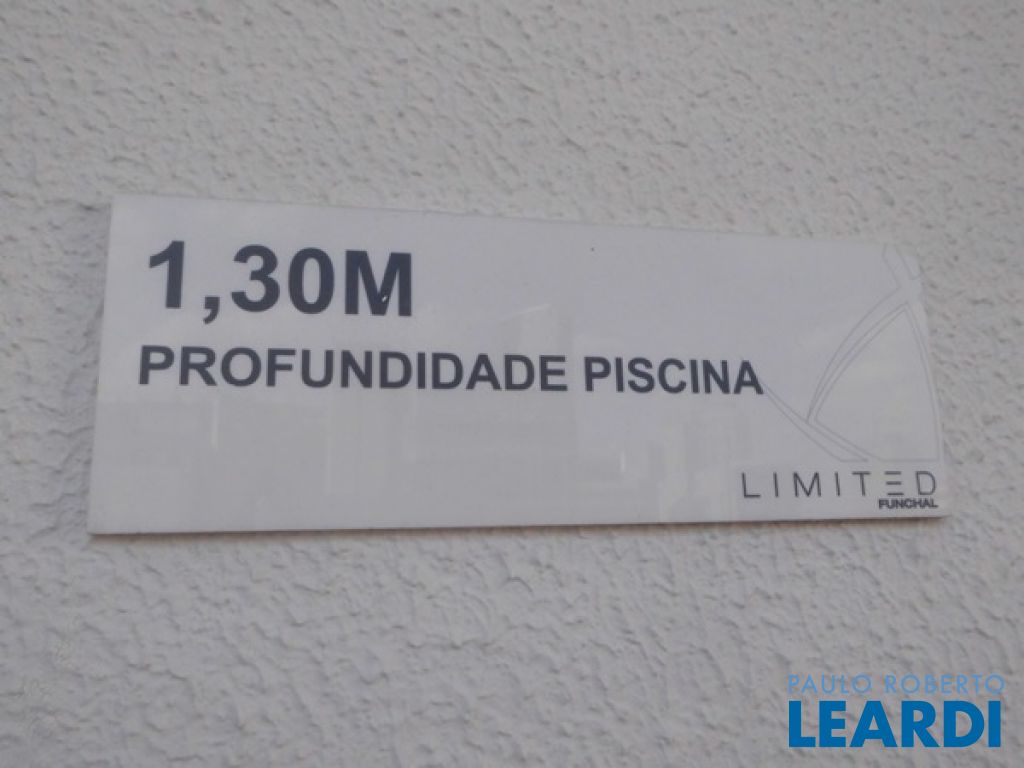 1,30M
PROFUNDIDADE PISCINA
LIMITED
FUNCHAL
PAULO ROBERTO
LEARDI